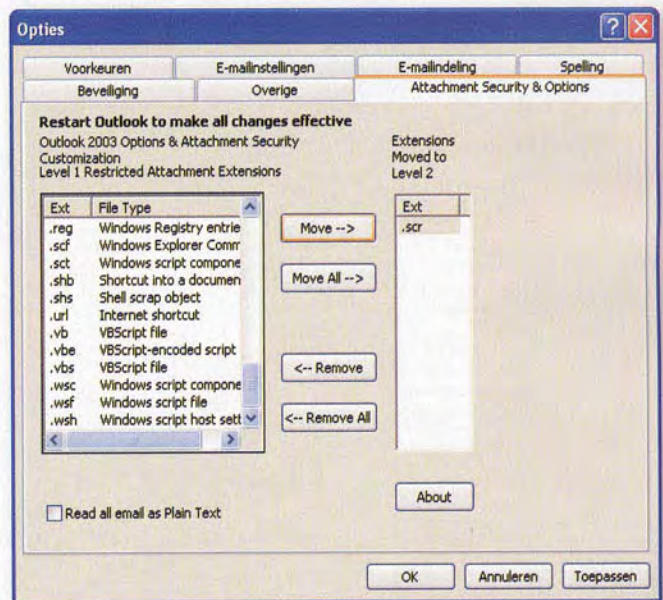 Opties
Voorkeuren E-mailinstellingen E-mailindeling Spelling
Beveiliging Overige Attachment Security & Options
Restart Outlook to make all changes effective
Outlook 2003 Options & Attachment Security
Customization
Level 1 Restricted Attachment Extensions
Extensions
Moved to
Level 2
Ext File Type
.reg Windows Registry entrie
.scf Windows Explorer Comm
.sct Windows script compone
.shb Shortcut into a documen
.shs Shell scrap object
.url Internet shortcut
.vb VBScript file
.vbe VBScript-encoded script
.vbs VBScript file
.wsc Windows script compone
.wsf Windows script file
.wsh Windows script host sett
Move -->
Move All -->
<-- Remove
<-- Remove All
Ext
.scr
About
Read all email as Plain Text
OK Annuleren Toepassen